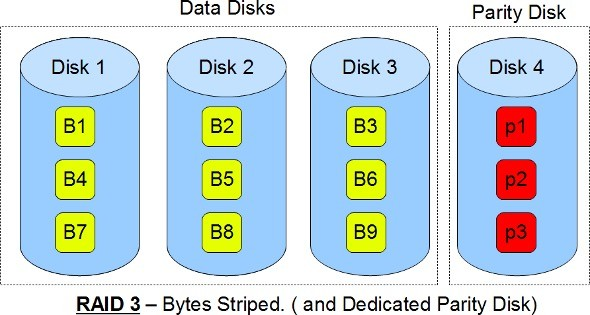 Data Disks Parity Disk
Disk 1 Disk 2 Disk 3 Disk 4
B1 B2 B3 p1
B4 B5 B6 p2
B7 B8 B9 p3
RAID 3 – Bytes Striped. ( and Dedicated Parity Disk)